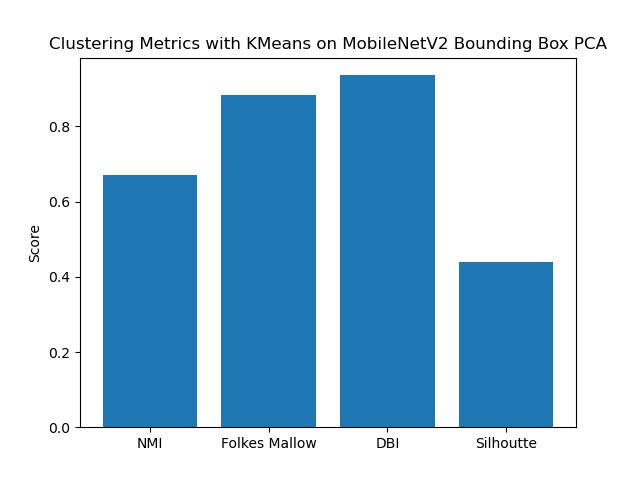 Clustering Metrics with KMeans on MobileNetV2 Bounding Box PCA
0.8
0.6
0.4
0.2
0.0
Score
NMI
Folkes Mallow
DBI
Silhoutte